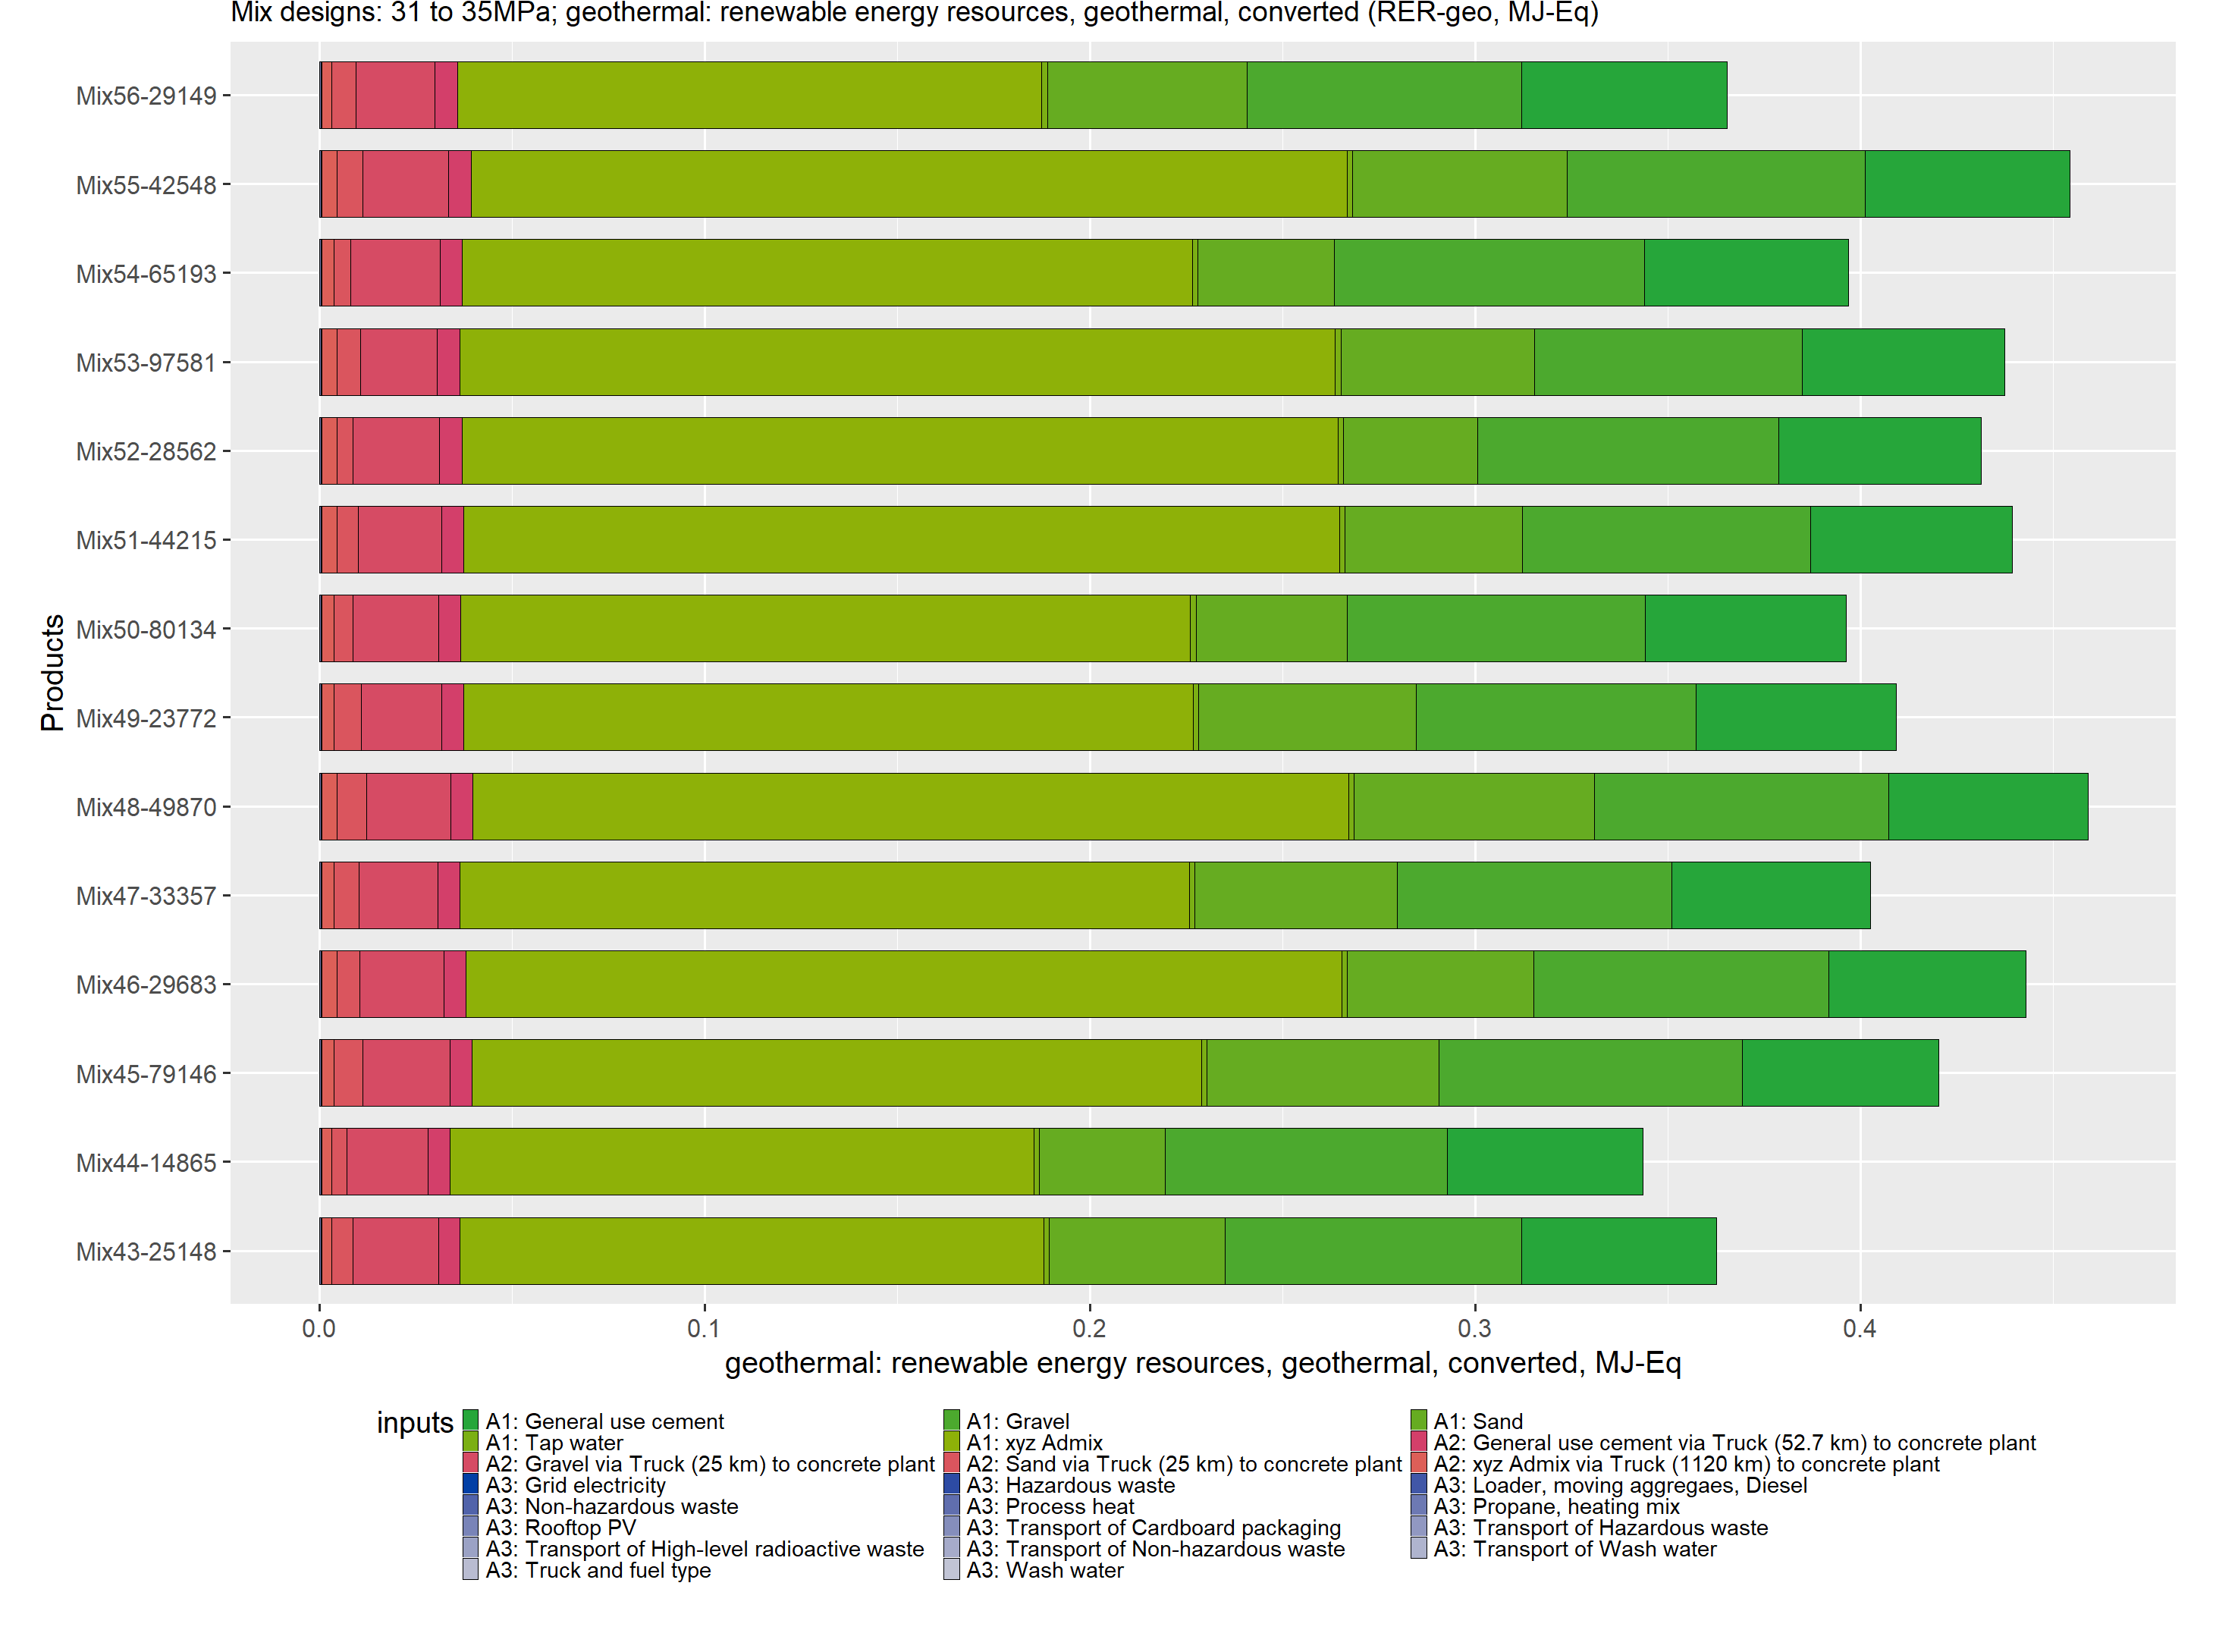 Mix designs: 31 to 35MPa; geothermal: renewable energy resources, geothermal, converted (RER-geo, MJ-Eq)
Products
Mix56-29149
Mix55-42548
Mix54-65193
Mix53-97581
Mix52-28562
Mix51-44215
Mix50-80134
Mix49-23772
Mix48-49870
Mix47-33357
Mix46-29683
Mix45-79146
Mix44-14865
Mix43-25148
0.0 0.1 0.2 0.3 0.4
geothermal: renewable energy resources, geothermal, converted, MJ-Eq
inputs
A1: General use cement A1: Gravel A1: Sand
A1: Tap water A1: xyz Admix A2: General use cement via Truck (52.7 km) to concrete plant
A2: Gravel via Truck (25 km) to concrete plant A2: Sand via Truck (25 km) to concrete plant A2: xyz Admix via Truck (1120 km) to concrete plant
A3: Grid electricity A3: Hazardous waste A3: Loader, moving aggregaes, Diesel
A3: Non-hazardous waste A3: Process heat A3: Propane, heating mix
A3: Rooftop PV A3: Transport of Cardboard packaging A3: Transport of Hazardous waste
A3: Transport of High-level radioactive waste A3: Transport of Non-hazardous waste A3: Transport of Wash water
A3: Truck and fuel type A3: Wash water